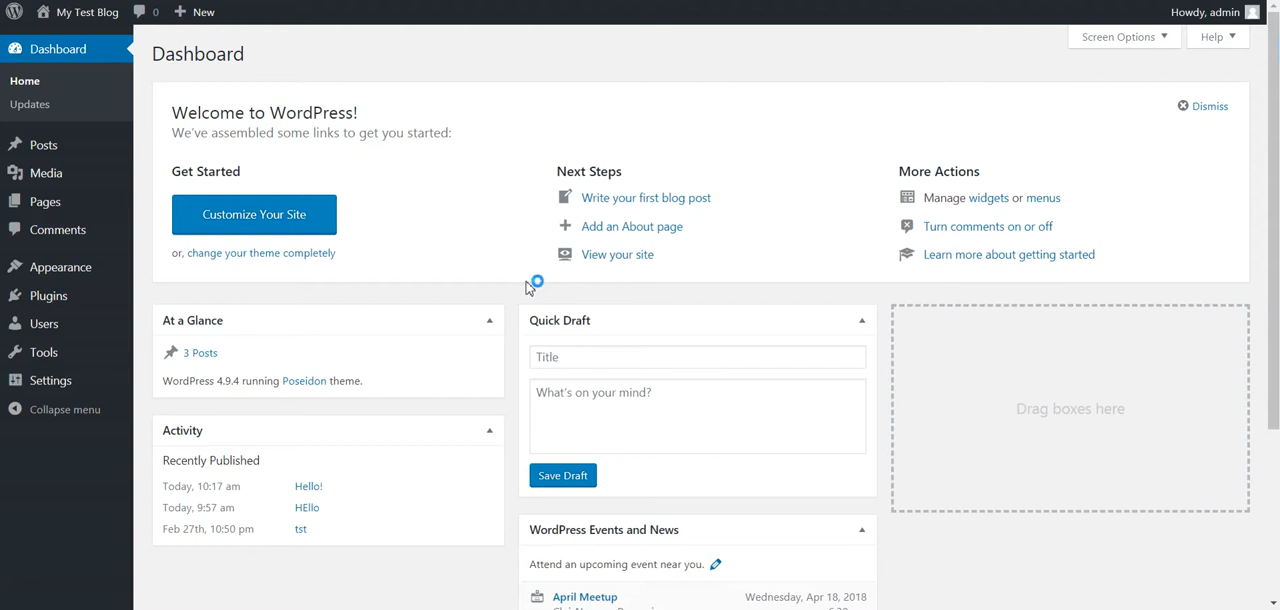 My Test Blog 0 New Howdy, admin
Dashboard
Home
Updates
Posts
Media
Pages
Comments
Appearance
Plugins
Users
Tools
Settings
Collapse menu
Screen Options Help
Dashboard
Welcome to WordPress!
Dismiss
We've assembled some links to get you started:
Get Started
Customize Your Site
or, change your theme completely
Next Steps
Write your first blog post
Add an About page
View your site
More Actions
Manage widgets or menus
Turn comments on or off
Learn more about getting started
At a Glance
3 Posts
WordPress 4.9.4 running Poseidon theme.
Activity
Recently Published
Today, 10:17 am Hello!
Today, 9:57 am HEllo
Feb 27th, 10:50 pm tst
Quick Draft
Title
What's on your mind?
Save Draft
WordPress Events and News
Attend an upcoming event near you.
April Meetup Wednesday, Apr 18, 2018
Drag boxes here